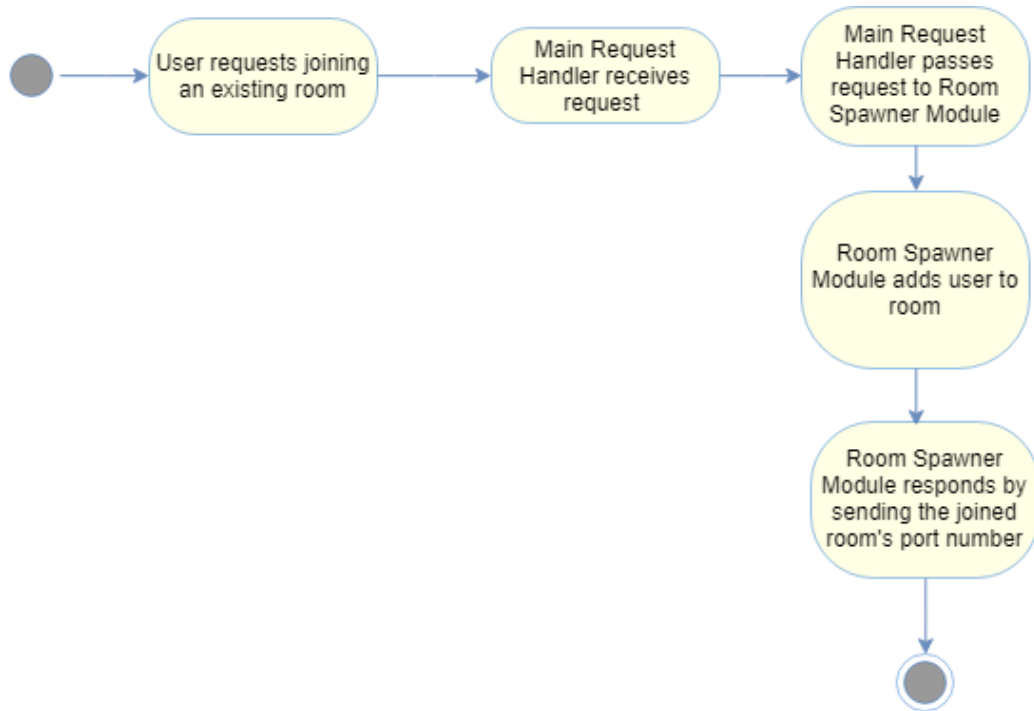 User requests joining
an existing room
Main Request
Handler receives
request
Main Request
Handler passes
request to Room
Spawner Module
Room Spawner
Module adds user to
room
Room Spawner
Module responds by
sending the joined
room's port number